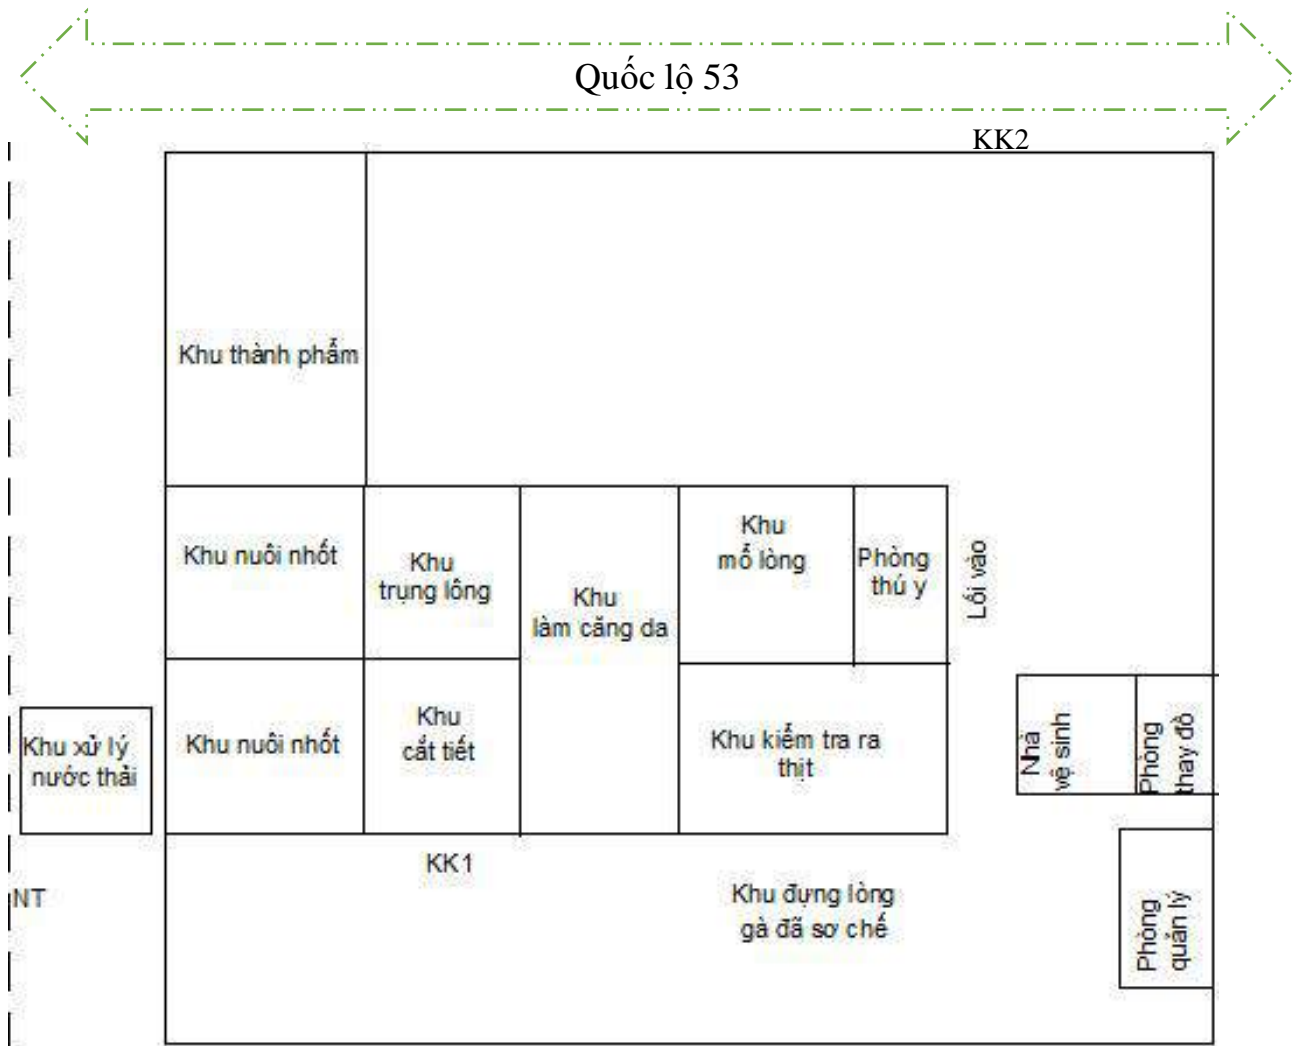 Quốc lộ 53
KK2
Khu thành phẩm
Khu nuôi nhốt
Khu
trụng lông
Khu
làm căng da
Khu
mổ lòng
Phòng
thú y
Lối vào
Khu xử lý
nước thải
Khu nuôi nhốt
Khu
cắt tiết
Khu kiểm tra ra
thịt
Nhà
vệ sinh
Phòng
thay đồ
KK1
NT
Khu đựng lòng
gà đã sơ chế
Phòng
quản lý